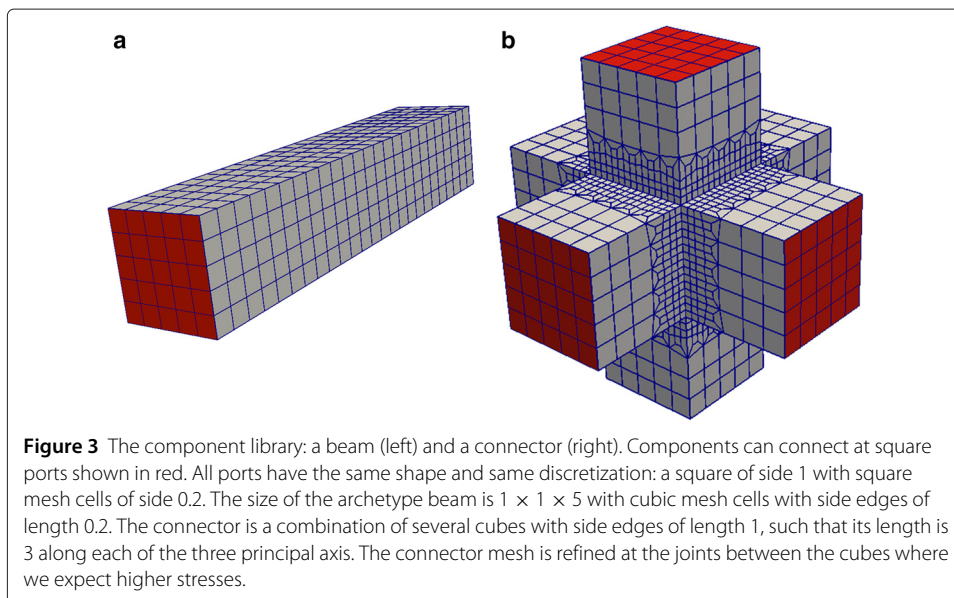 a
b
Figure 3 The component library: a beam (left) and a connector (right). Components can connect at square
ports shown in red. All ports have the same shape and same discretization: a square of side 1 with square
mesh cells of side 0.2. The size of the archetype beam is 1 × 1 × 5 with cubic mesh cells with side edges of
length 0.2. The connector is a combination of several cubes with side edges of length 1, such that its length is
3 along each of the three principal axis. The connector mesh is refined at the joints between the cubes where
we expect higher stresses.